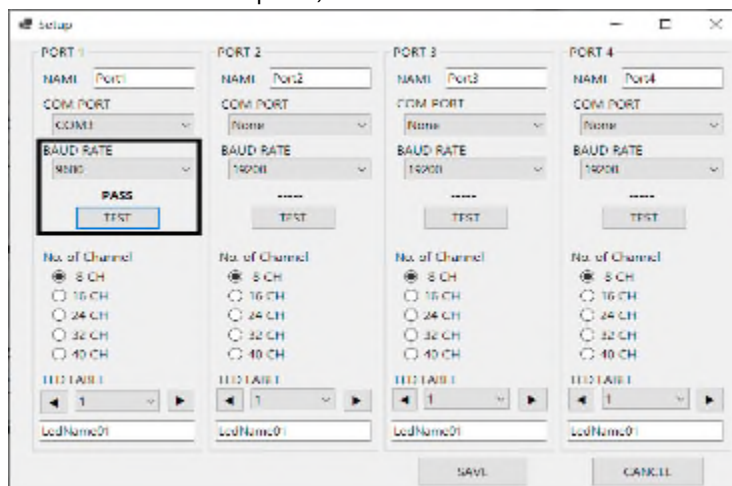 Setup
PORT 1
NAME Port1
COM PORT
COM3
BAUD RATE
9600
PASS
TEST
No. of Channel
8 CH
16 CH
24 CH
32 CH
40 CH
LED LABEL
1
LedName01
PORT 2
NAME Port2
COM PORT
None
BAUD RATE
19200
-----
TEST
No. of Channel
8 CH
16 CH
24 CH
32 CH
40 CH
LED LABEL
1
LedName01
PORT 3
NAME Port3
COM PORT
None
BAUD RATE
19200
-----
TEST
No. of Channel
8 CH
16 CH
24 CH
32 CH
40 CH
LED LABEL
1
LedName01
PORT 4
NAME Port4
COM PORT
None
BAUD RATE
19200
-----
TEST
No. of Channel
8 CH
16 CH
24 CH
32 CH
40 CH
LED LABEL
1
LedName01
SAVE
CANCEL